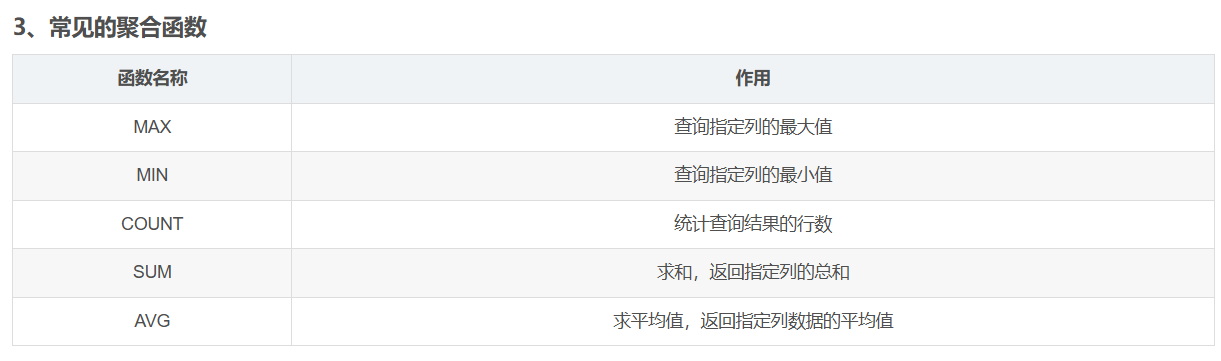 3、常见的聚合函数
函数名称 作用
MAX 查询指定列的最大值
MIN 查询指定列的最小值
COUNT 统计查询结果的行数
SUM 求和，返回指定列的总和
AVG 求平均值，返回指定列数据的平均值